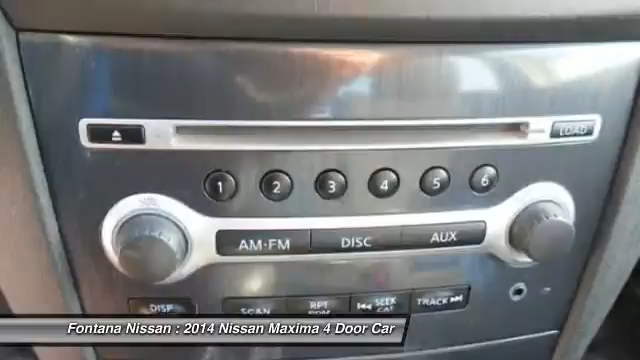 LOAD
1 2 3 4 5 6
AM·FM DISC AUX
DISP SCAN RPT SEEK TRACK
Fontana Nissan : 2014 Nissan Maxima 4 Door Car